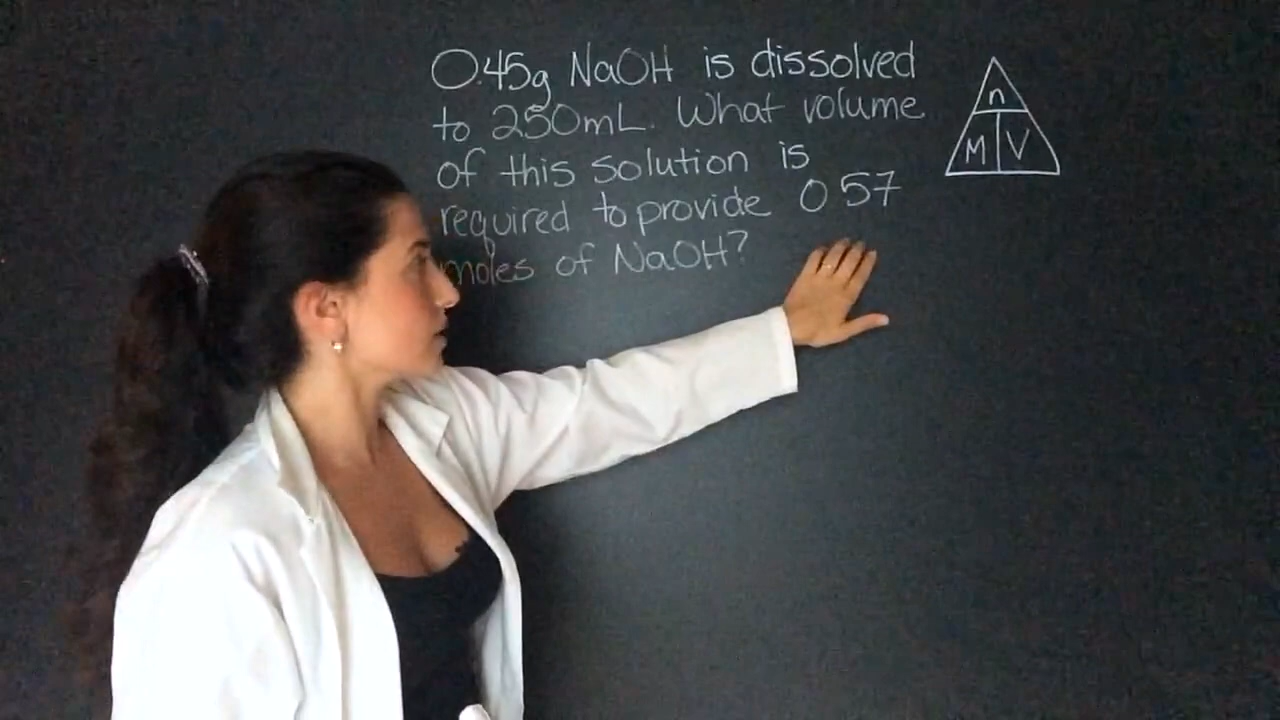 0.45g NaOH is dissolved
to 250mL. What volume
of this solution is
required to provide 0.57
moles of NaOH?
n
M V